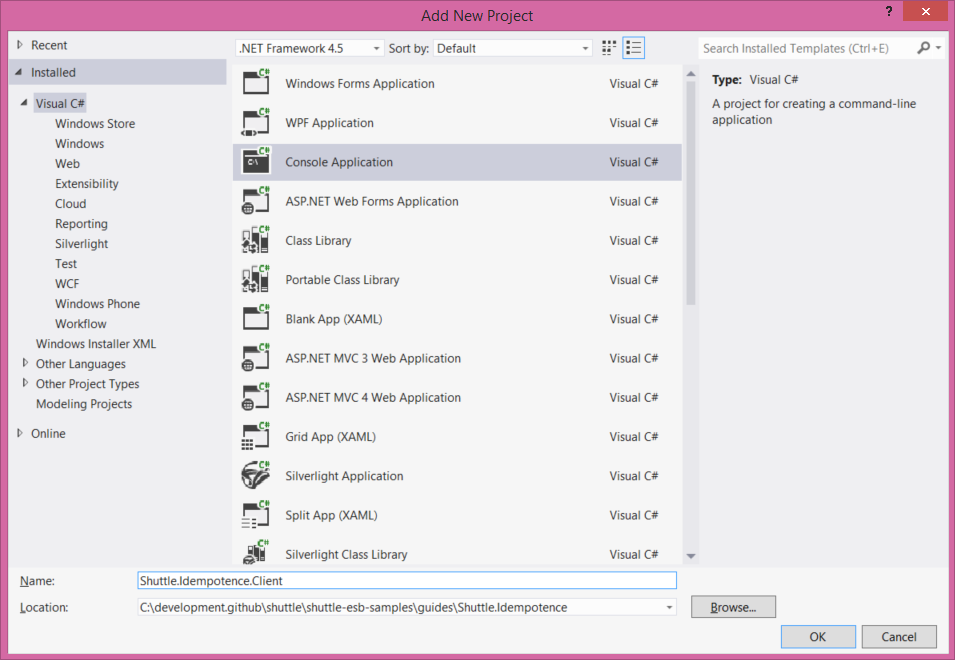 Add New Project
?
Recent
Installed
Visual C#
Windows Store
Windows
Web
Extensibility
Cloud
Reporting
Silverlight
Test
WCF
Windows Phone
Workflow
Windows Installer XML
Other Languages
Other Project Types
Modeling Projects
Online
.NET Framework 4.5 Sort by: Default
Windows Forms Application Visual C#
WPF Application Visual C#
Console Application Visual C#
ASP.NET Web Forms Application Visual C#
Class Library Visual C#
Portable Class Library Visual C#
Blank App (XAML) Visual C#
ASP.NET MVC 3 Web Application Visual C#
ASP.NET MVC 4 Web Application Visual C#
Grid App (XAML) Visual C#
Silverlight Application Visual C#
Split App (XAML) Visual C#
Silverlight Class Library Visual C#
Search Installed Templates (Ctrl+E)
Type: Visual C#
A project for creating a command-line
application
Name: Shuttle.Idempotence.Client
Location: C:\development.github\shuttle\shuttle-esb-samples\guides\Shuttle.Idempotence Browse...
OK Cancel